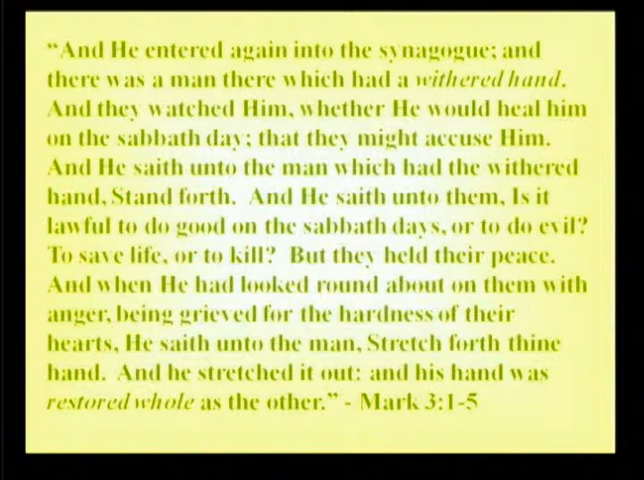 “And He entered again into the synagogue; and
there was a man there which had a withered hand.
And they watched Him, whether He would heal him
on the sabbath day; that they might accuse Him.
And He saith unto the man which had the withered
hand, Stand forth.  And He saith unto them, Is it
lawful to do good on the sabbath days, or to do evil?
To save life, or to kill?  But they held their peace.
And when He had looked round about on them with
anger, being grieved for the hardness of their
hearts, He saith unto the man, Stretch forth thine
hand.  And he stretched it out: and his hand was
restored whole as the other.” - Mark 3:1-5